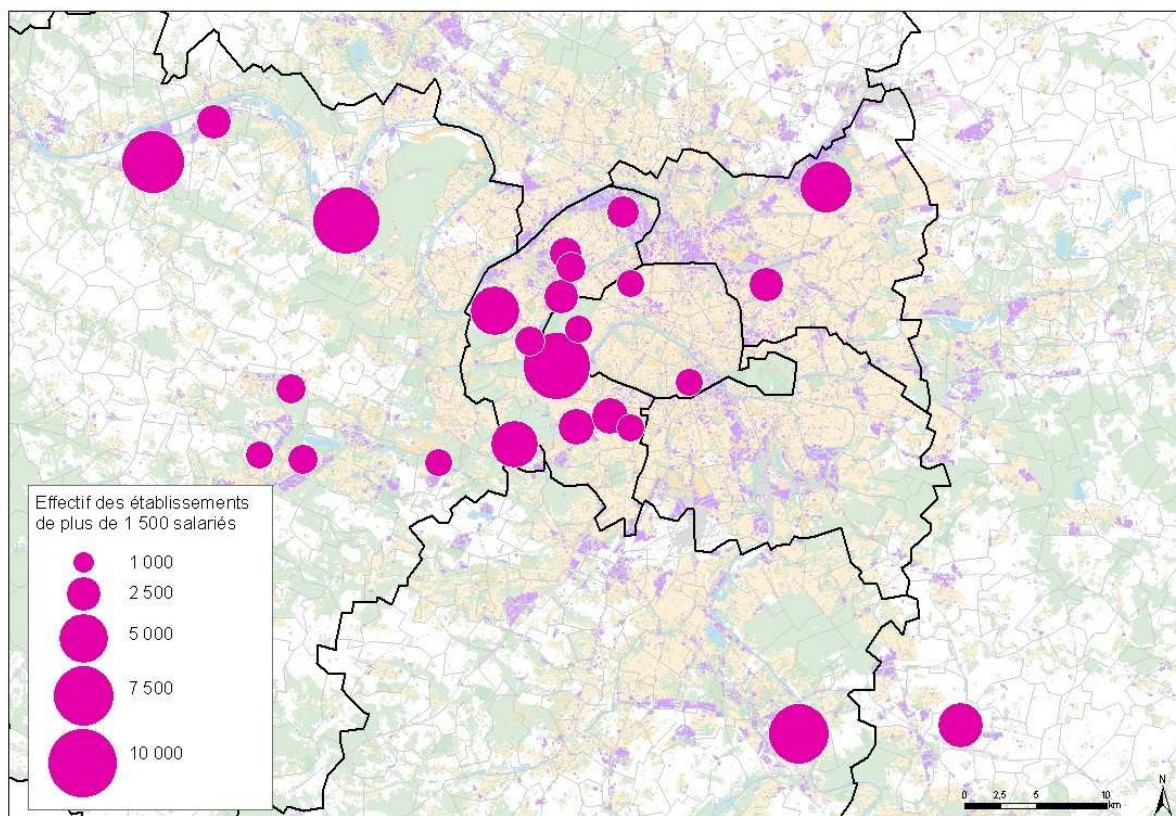 Effectif des établissements
de plus de 1 500 salariés
1 000
2 500
5 000
7 500
10 000
0 2,5 5 10
km
N